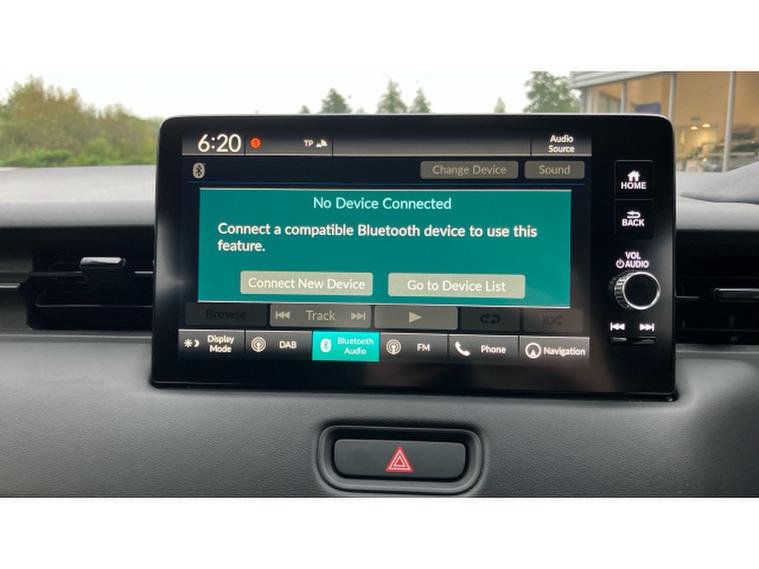 6:20
TP
Audio
Source
Change Device
Sound
HOME
No Device Connected
Connect a compatible Bluetooth device to use this
feature.
BACK
VOL
AUDIO
Connect New Device
Go to Device List
Browse
Track
Display
Mode
DAB
Bluetooth
Audio
FM
Phone
Navigation